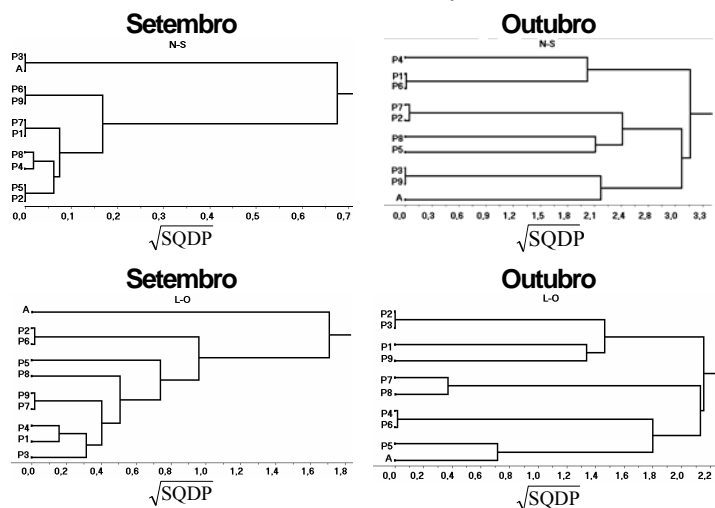 Setembro
N-S
P3
A
P6
P9
P7
P1
P8
P4
P5
P2
0,0 0,1 0,2 0,3 0,4 0,5 0,6 0,7
√SQDP
Outubro
N-S
P4
P1
P6
P7
P2
P8
P5
P3
P9
A
0,0 0,3 0,6 0,9 1,2 1,5 1,8 2,1 2,4 2,7 3,0 3,3
√SQDP
Setembro
L-O
A
P2
P6
P5
P8
P9
P7
P4
P1
P3
0,0 0,2 0,4 0,6 0,8 1,0 1,2 1,4 1,6 1,8
√SQDP
Outubro
L-O
P2
P3
P1
P9
P7
P8
P4
P6
P5
A
0,0 0,2 0,4 0,6 0,8 1,0 1,2 1,4 1,6 1,8 2,0 2,2
√SQDP